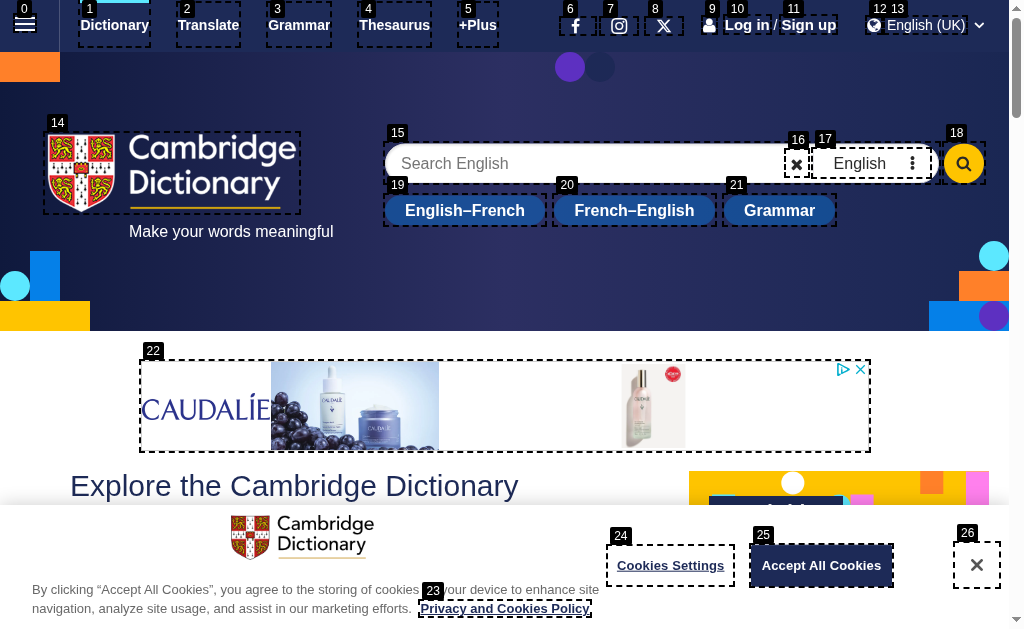 0 1 2 3 4 5 6 7 8 9 10 11 12 13
Dictionary Translate Grammar Thesaurus +Plus Log in / Sign up English (UK)
14 15 16 17 18
Cambridge
Dictionary
Make your words meaningful
Search English
English
19 20 21
English–French French–English Grammar
22
CAUDALÍE
Explore the Cambridge Dictionary
Cambridge
Dictionary
24 25 26
Cookies Settings Accept All Cookies
By clicking “Accept All Cookies”, you agree to the storing of cookies 23 your device to enhance site
navigation, analyze site usage, and assist in our marketing efforts. Privacy and Cookies Policy